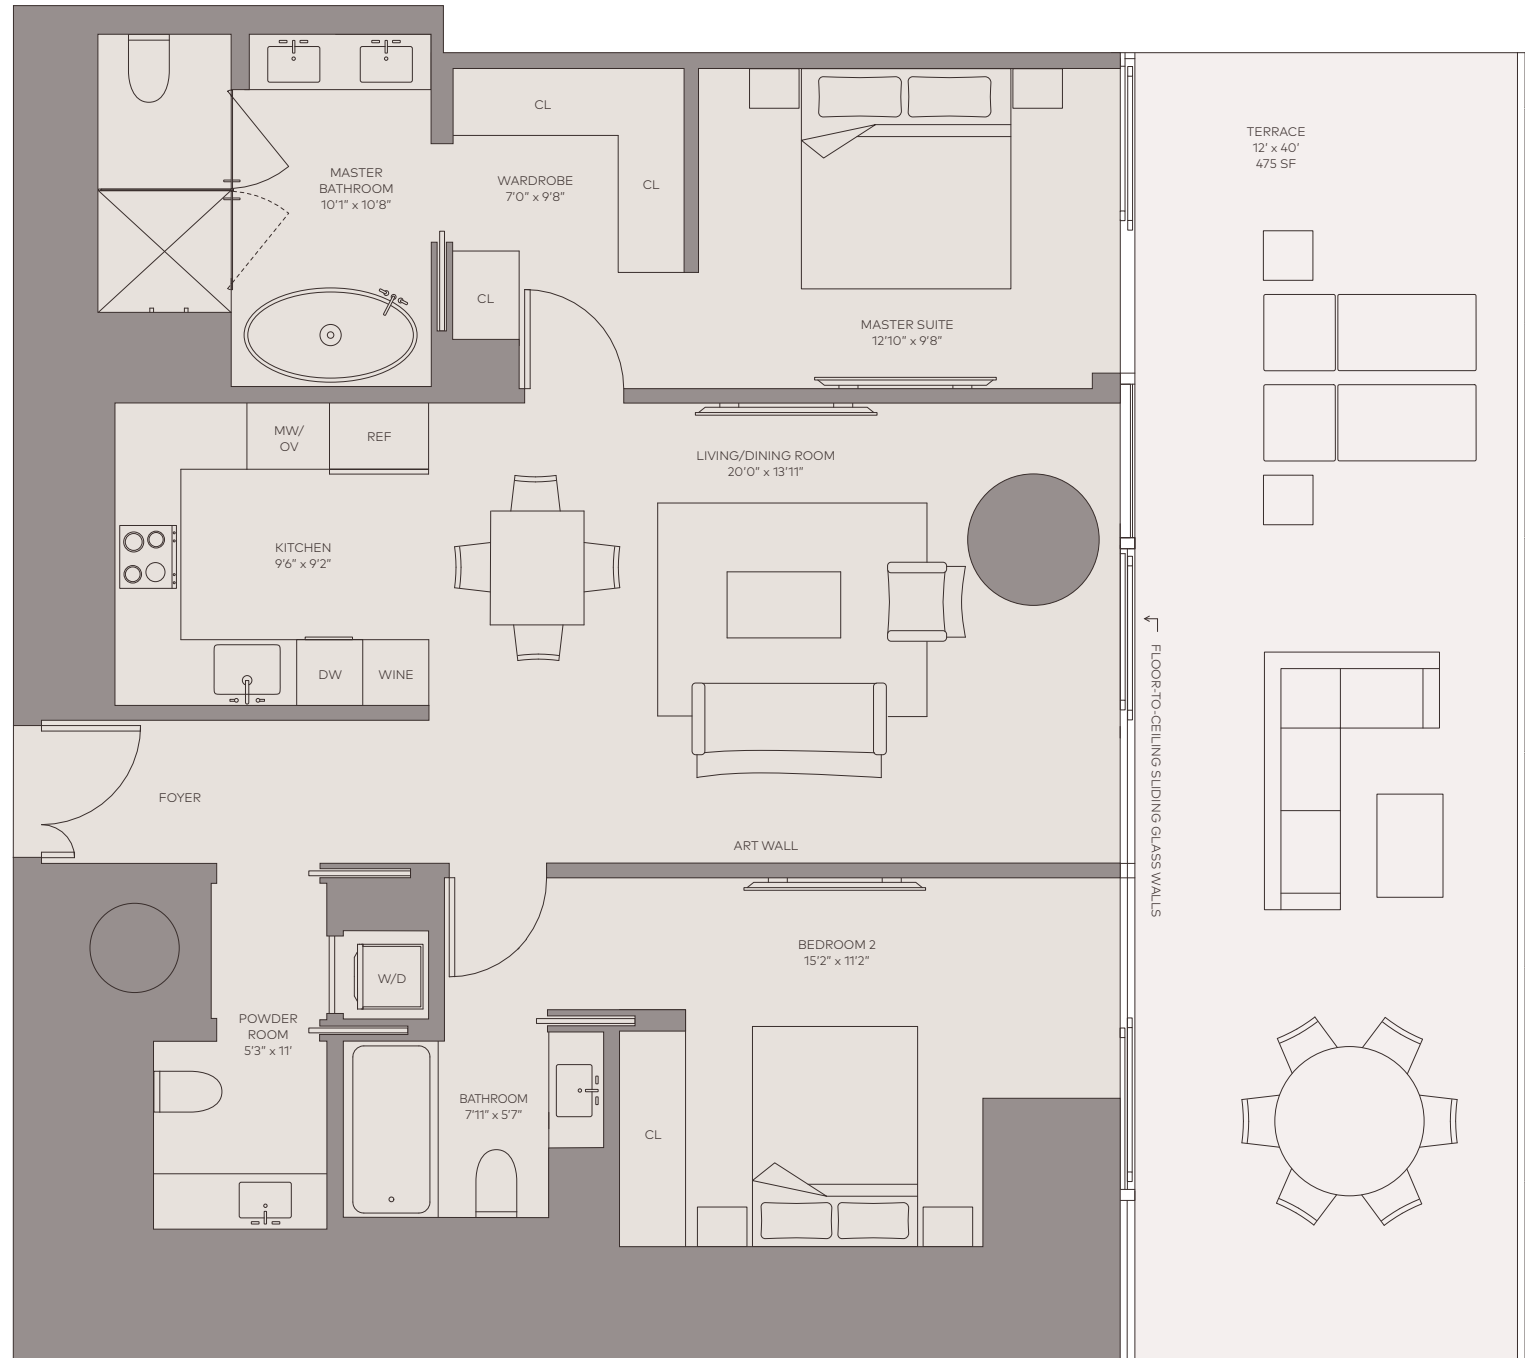 CL
TERRACE
12' x 40'
475 SF
MASTER
BATHROOM
10'1" x 10'8"
WARDROBE
7'0" x 9'8"
CL
CL
MASTER SUITE
12'10" x 9'8"
MW/
OV
REF
LIVING/DINING ROOM
20'0" x 13'11"
KITCHEN
9'6" x 9'2"
DW
WINE
FLOOR-TO-CEILING SLIDING GLASS WALLS
FOYER
ART WALL
BEDROOM 2
15'2" x 11'2"
W/D
POWDER
ROOM
5'3" x 11'
BATHROOM
7'11" x 5'7"
CL